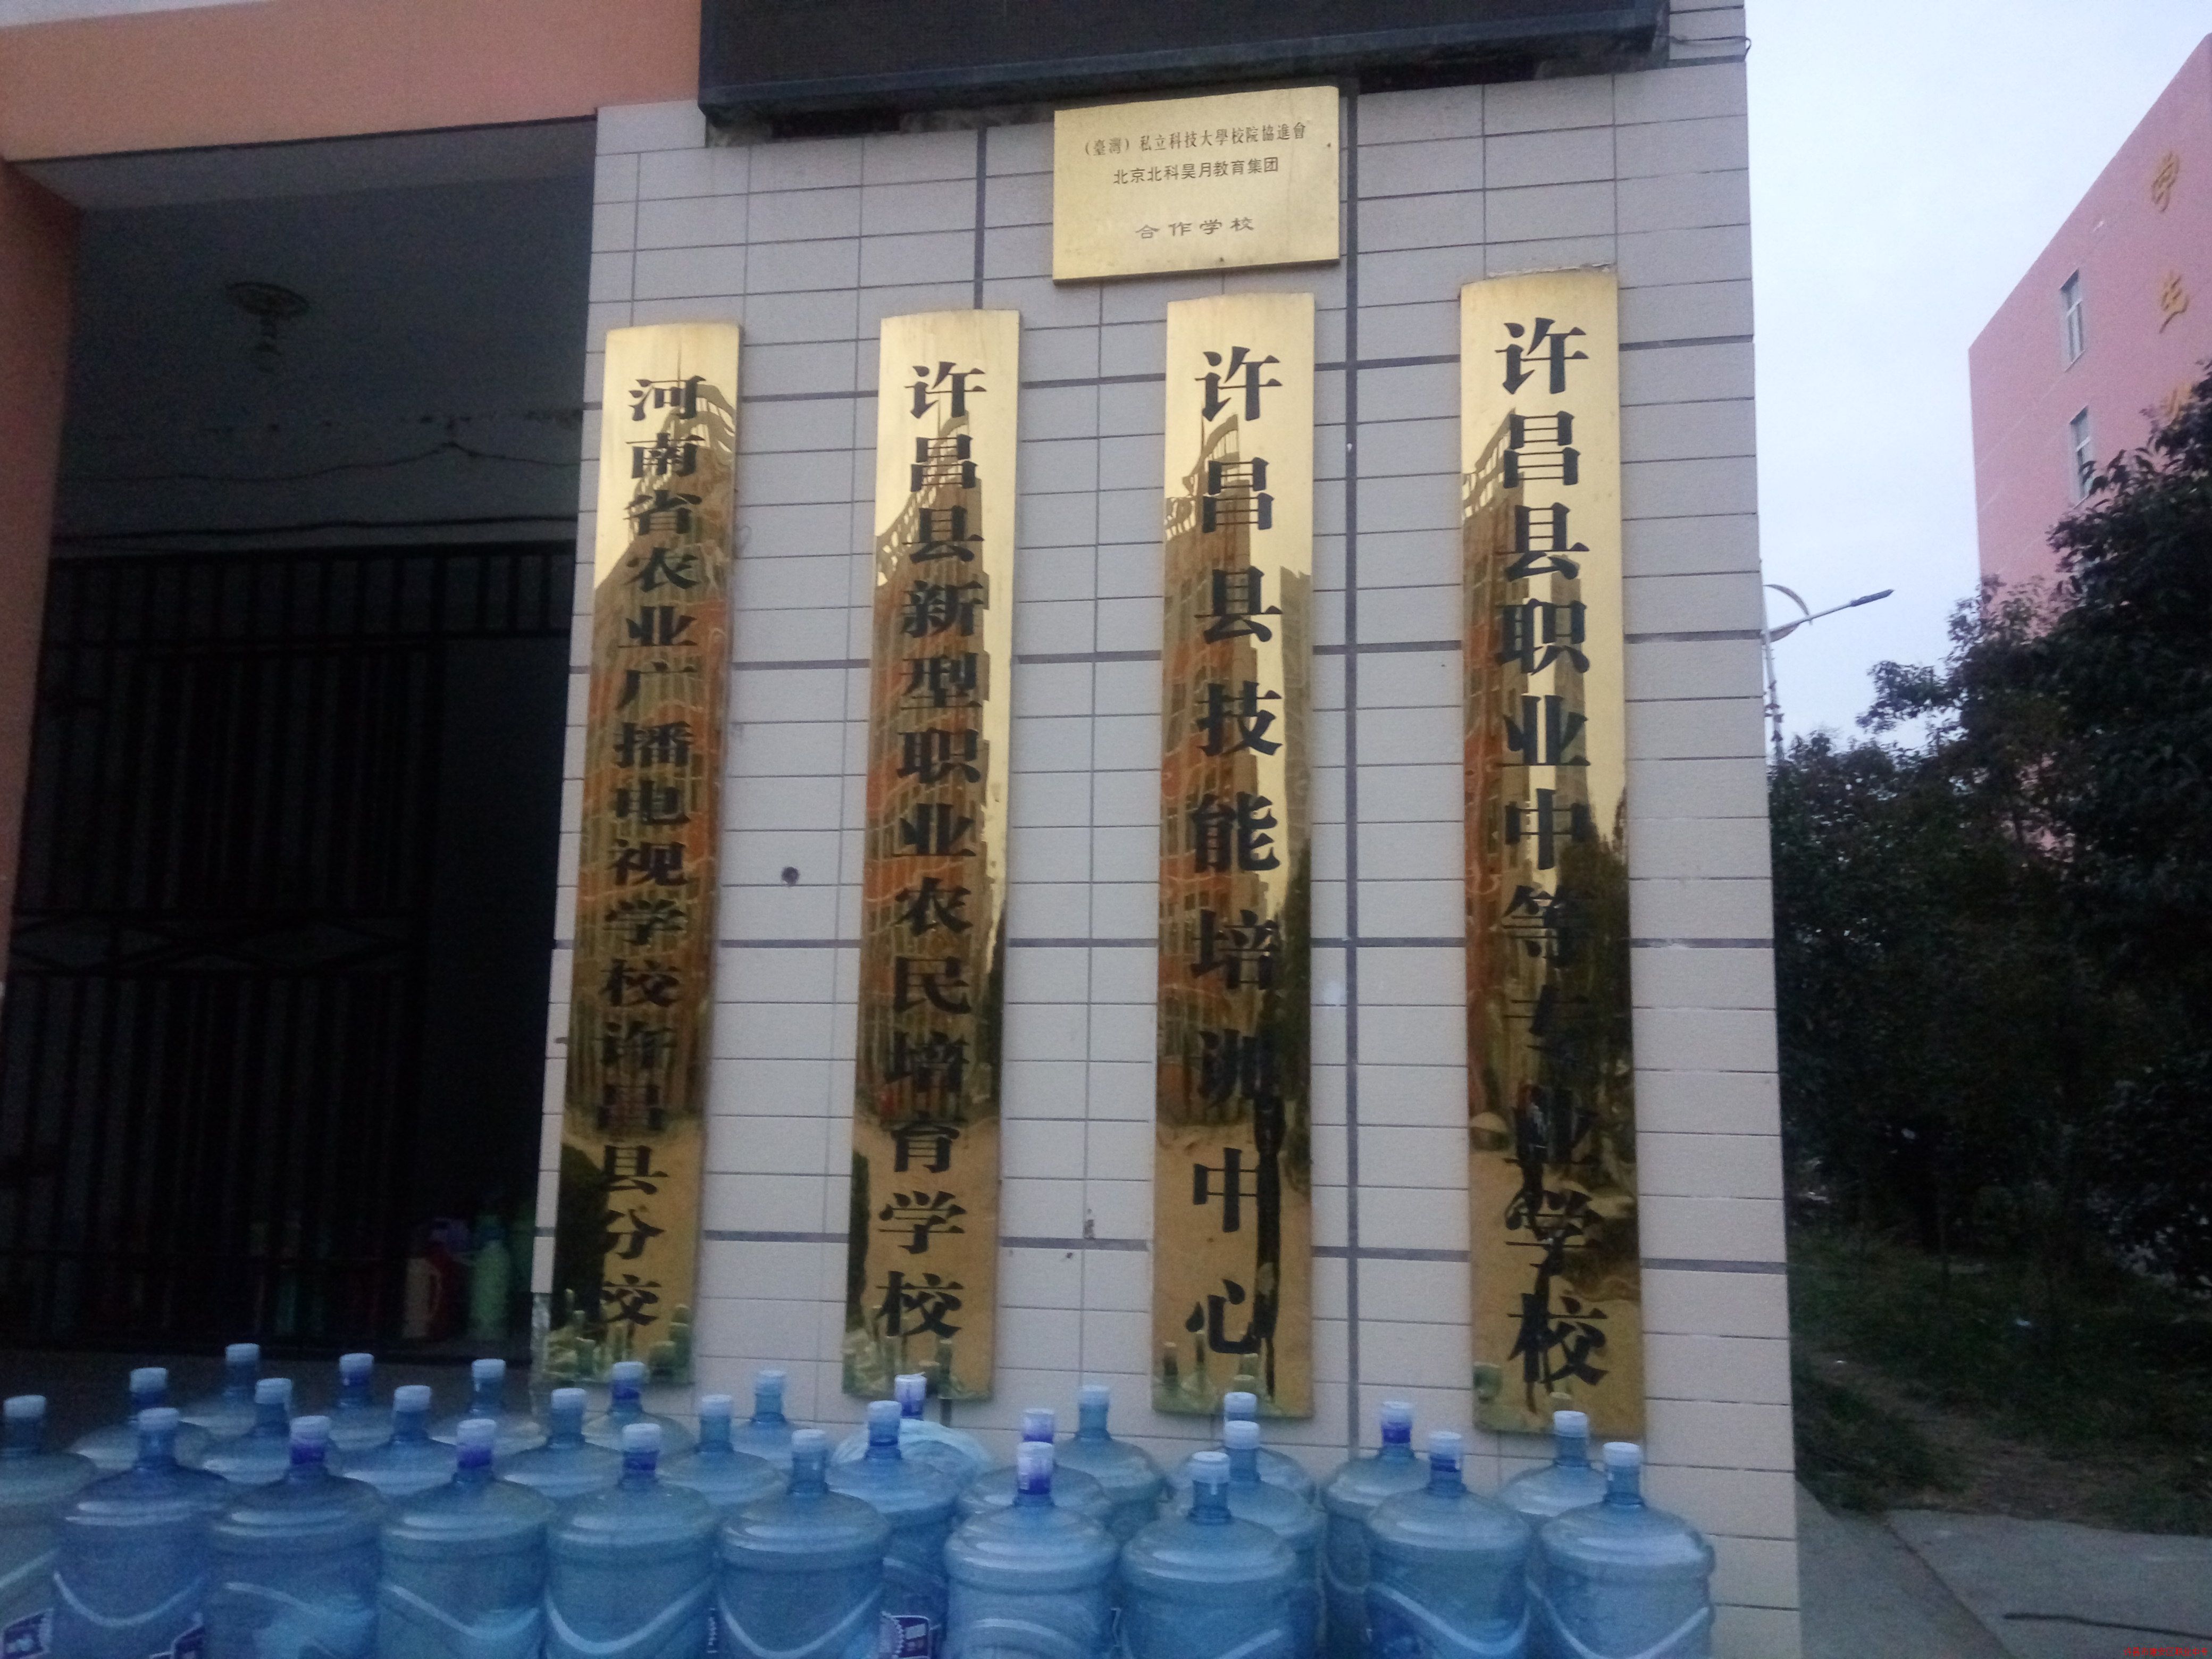 （臺灣）私立科技大學校院協進會
北京北科昊月教育集团
合作学校
河南省农业广播电视学校许昌县分校
许昌县新型职业农民培育学校
许昌县技能培训中心
许昌县职业中等专业学校
学生